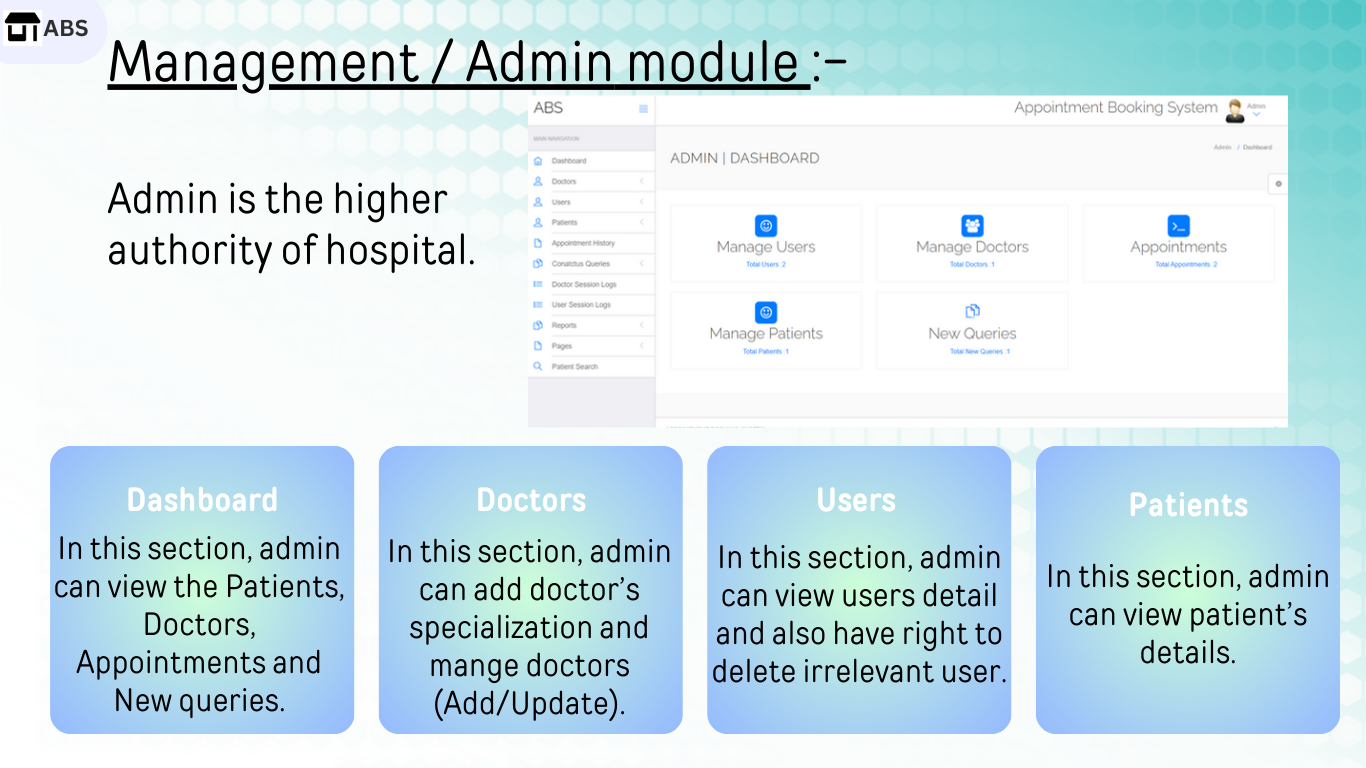 ABS
Management / Admin module :-
Admin is the higher
authority of hospital.
ABS
Appointment Booking System
Admin
MAIN NAVIGATION
Dashboard
Doctors
Users
Patients
Appointment History
Conatctus Queries
Doctor Session Logs
User Session Logs
Reports
Pages
Patient Search
ADMIN | DASHBOARD
Admin / Dashboard
Manage Users
Total Users :2
Manage Doctors
Total Doctors :1
Appointments
Total Appointments :2
Manage Patients
Total Patients :1
New Queries
Total New Queries :1
Dashboard
In this section, admin
can view the Patients,
Doctors,
Appointments and
New queries.
Doctors
In this section, admin
can add doctor’s
specialization and
mange doctors
(Add/Update).
Users
In this section, admin
can view users detail
and also have right to
delete irrelevant user.
Patients
In this section, admin
can view patient’s
details.